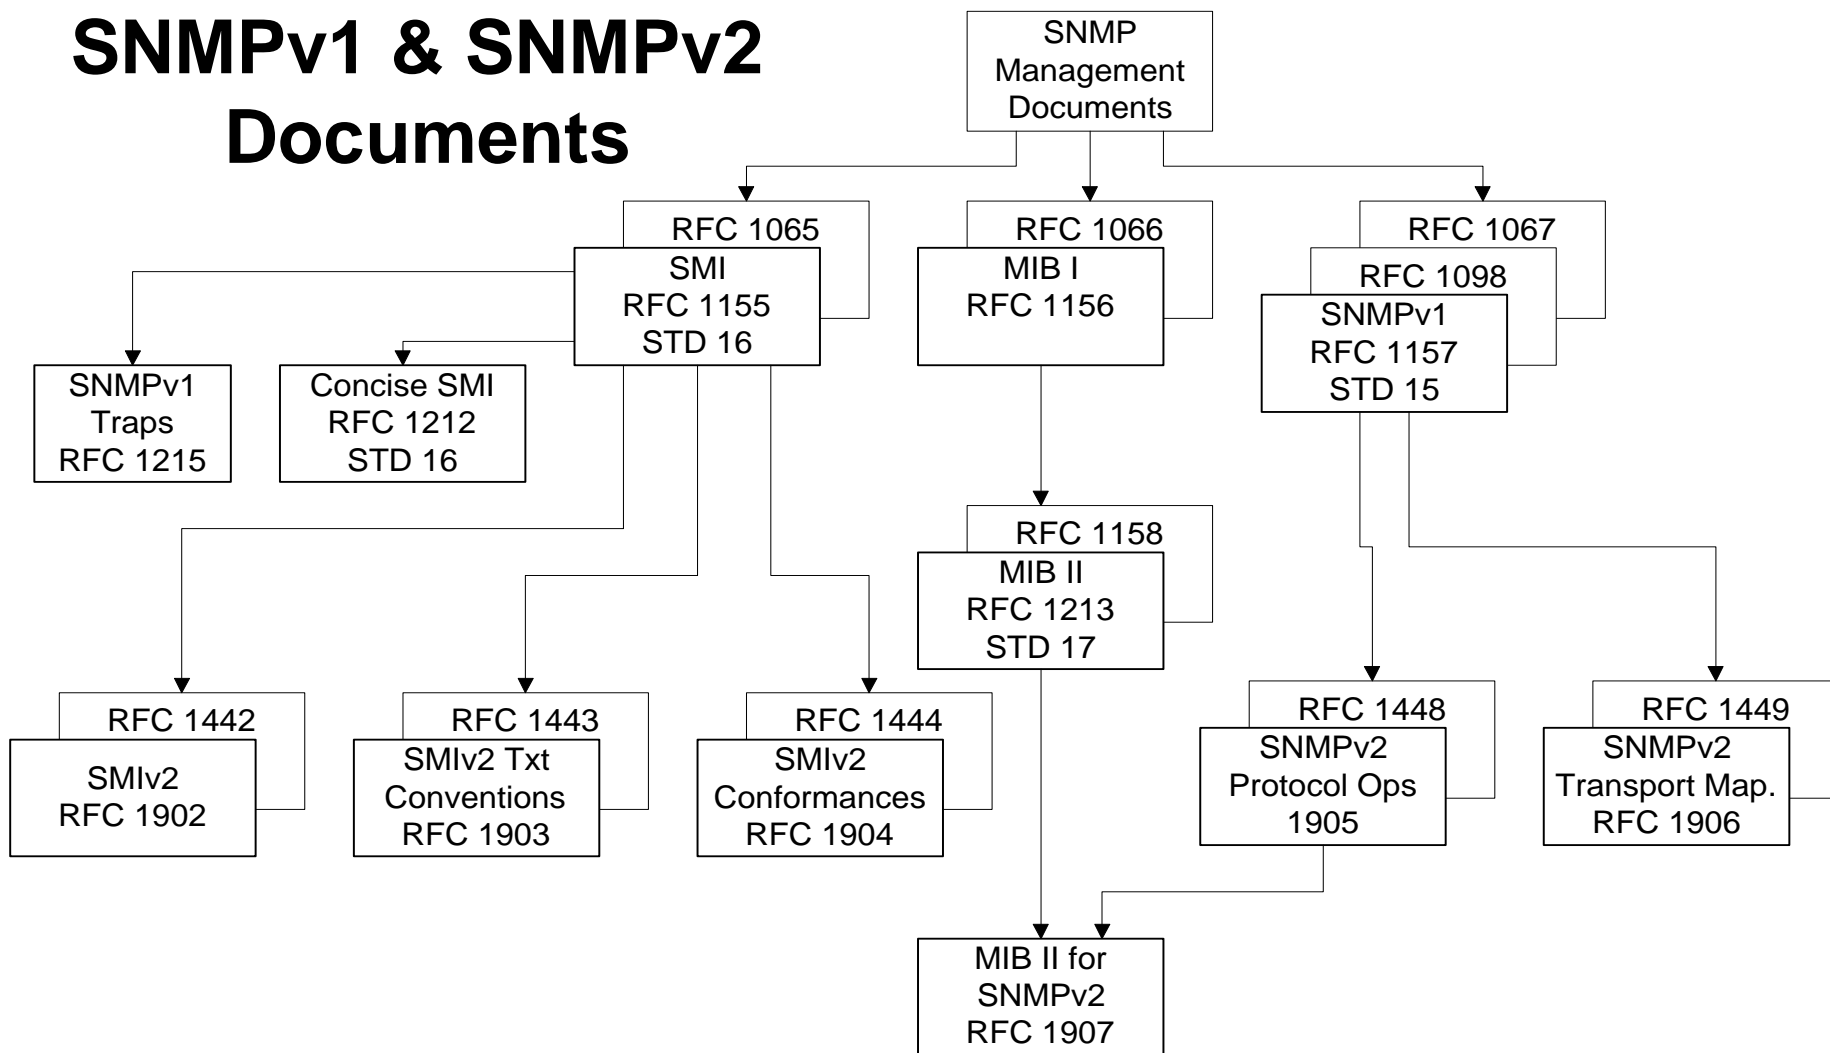 SNMPv1 & SNMPv2
Documents
SNMP
Management
Documents
RFC 1065
SMI
RFC 1155
STD 16
RFC 1066
MIB I
RFC 1156
RFC 1067
RFC 1098
SNMPv1
RFC 1157
STD 15
SNMPv1
Traps
RFC 1215
Concise SMI
RFC 1212
STD 16
RFC 1158
MIB II
RFC 1213
STD 17
RFC 1442
SMIv2
RFC 1902
RFC 1443
SMIv2 Txt
Conventions
RFC 1903
RFC 1444
SMIv2
Conformances
RFC 1904
RFC 1448
SNMPv2
Protocol Ops
1905
RFC 1449
SNMPv2
Transport Map.
RFC 1906
MIB II for
SNMPv2
RFC 1907